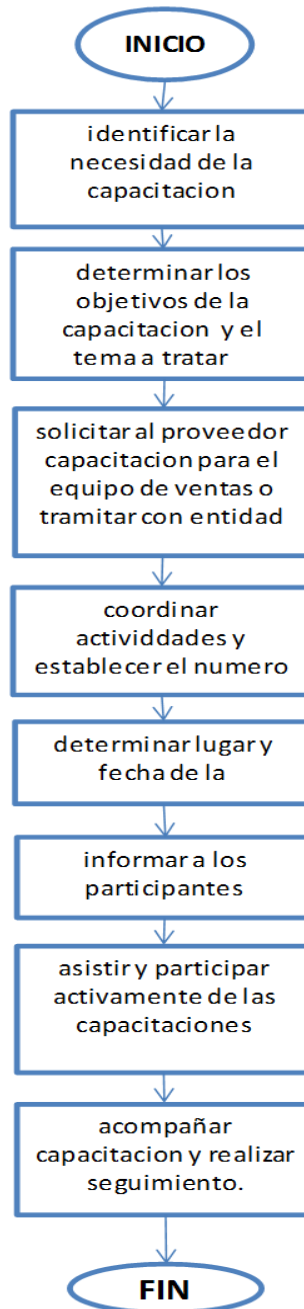 INICIO
identificar la
necesidad de la
capacitacion
determinar los
objetivos de la
capacitacion y el
tema a tratar
solicitar al proveedor
capacitacion para el
equipo de ventas o
tramitar con entidad
coordinar
actividdades y
establecer el numero
determinar lugar y
fecha de la
informar a los
participantes
asistir y participar
activamente de las
capacitaciones
acompañar
capacitacion y realizar
seguimiento.
FIN